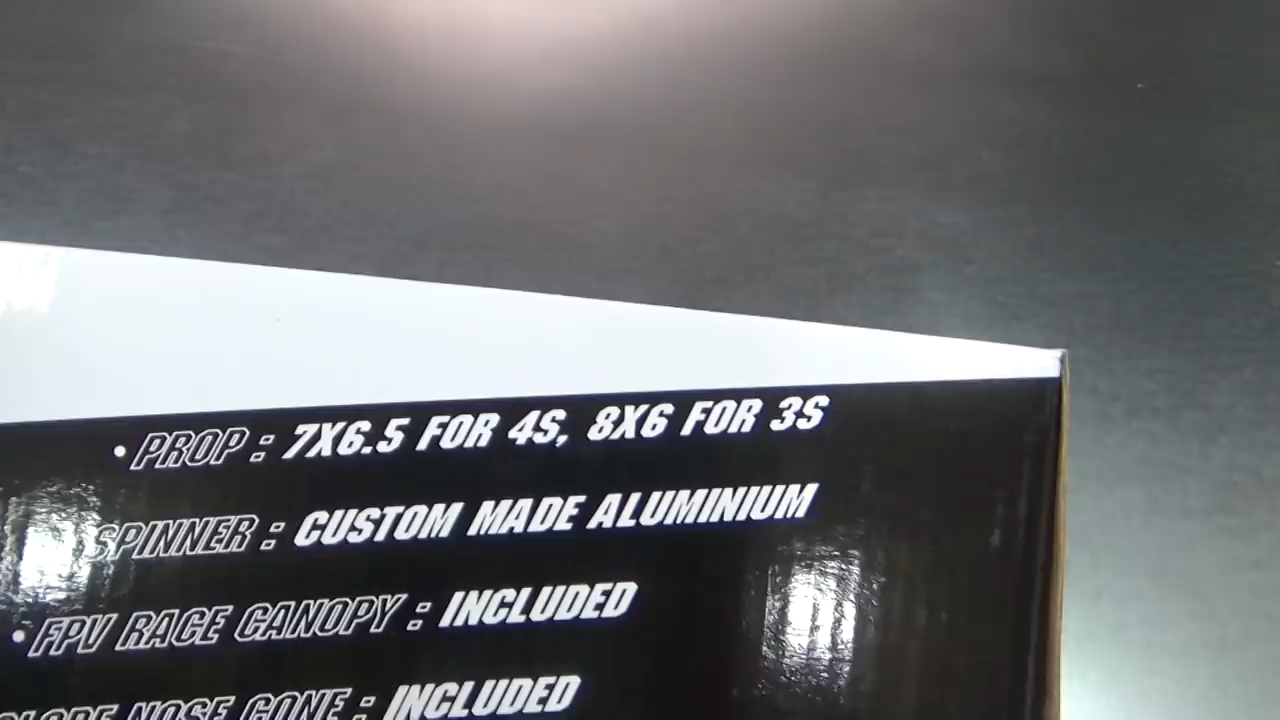 • PROP : 7X6.5 FOR 4S, 8X6 FOR 3S
SPINNER : CUSTOM MADE ALUMINIUM
• FPV RACE CANOPY : INCLUDED
NOSE CONE : INCLUDED